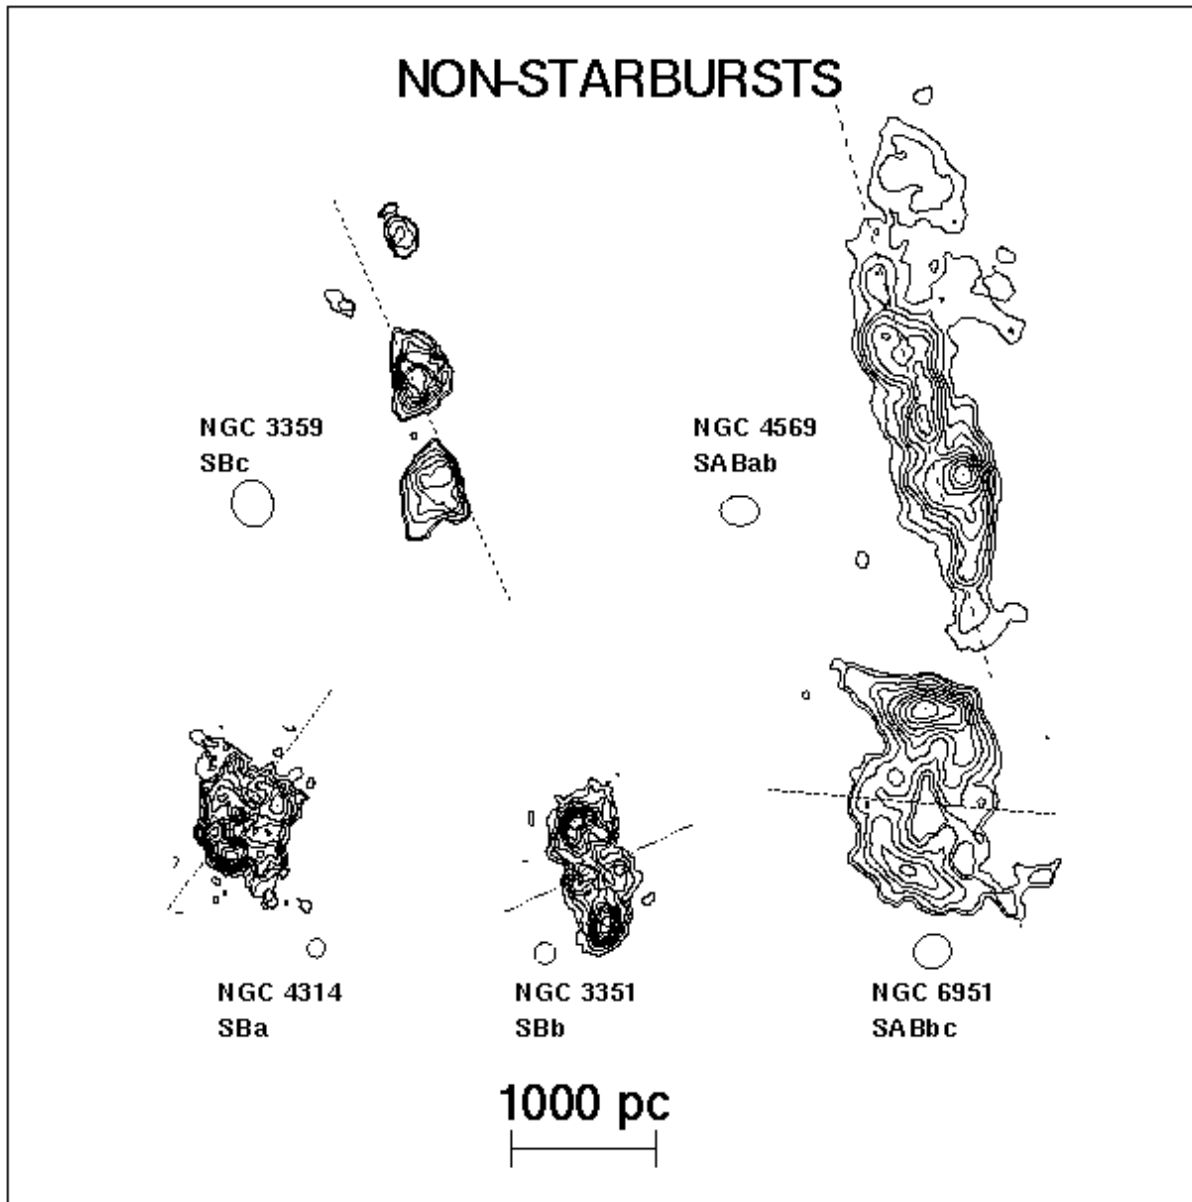 NON-STARBURSTS
NGC 3359
SBc
NGC 4569
SABab
NGC 4314
SBa
NGC 3351
SBb
NGC 6951
SABbc
1000 pc